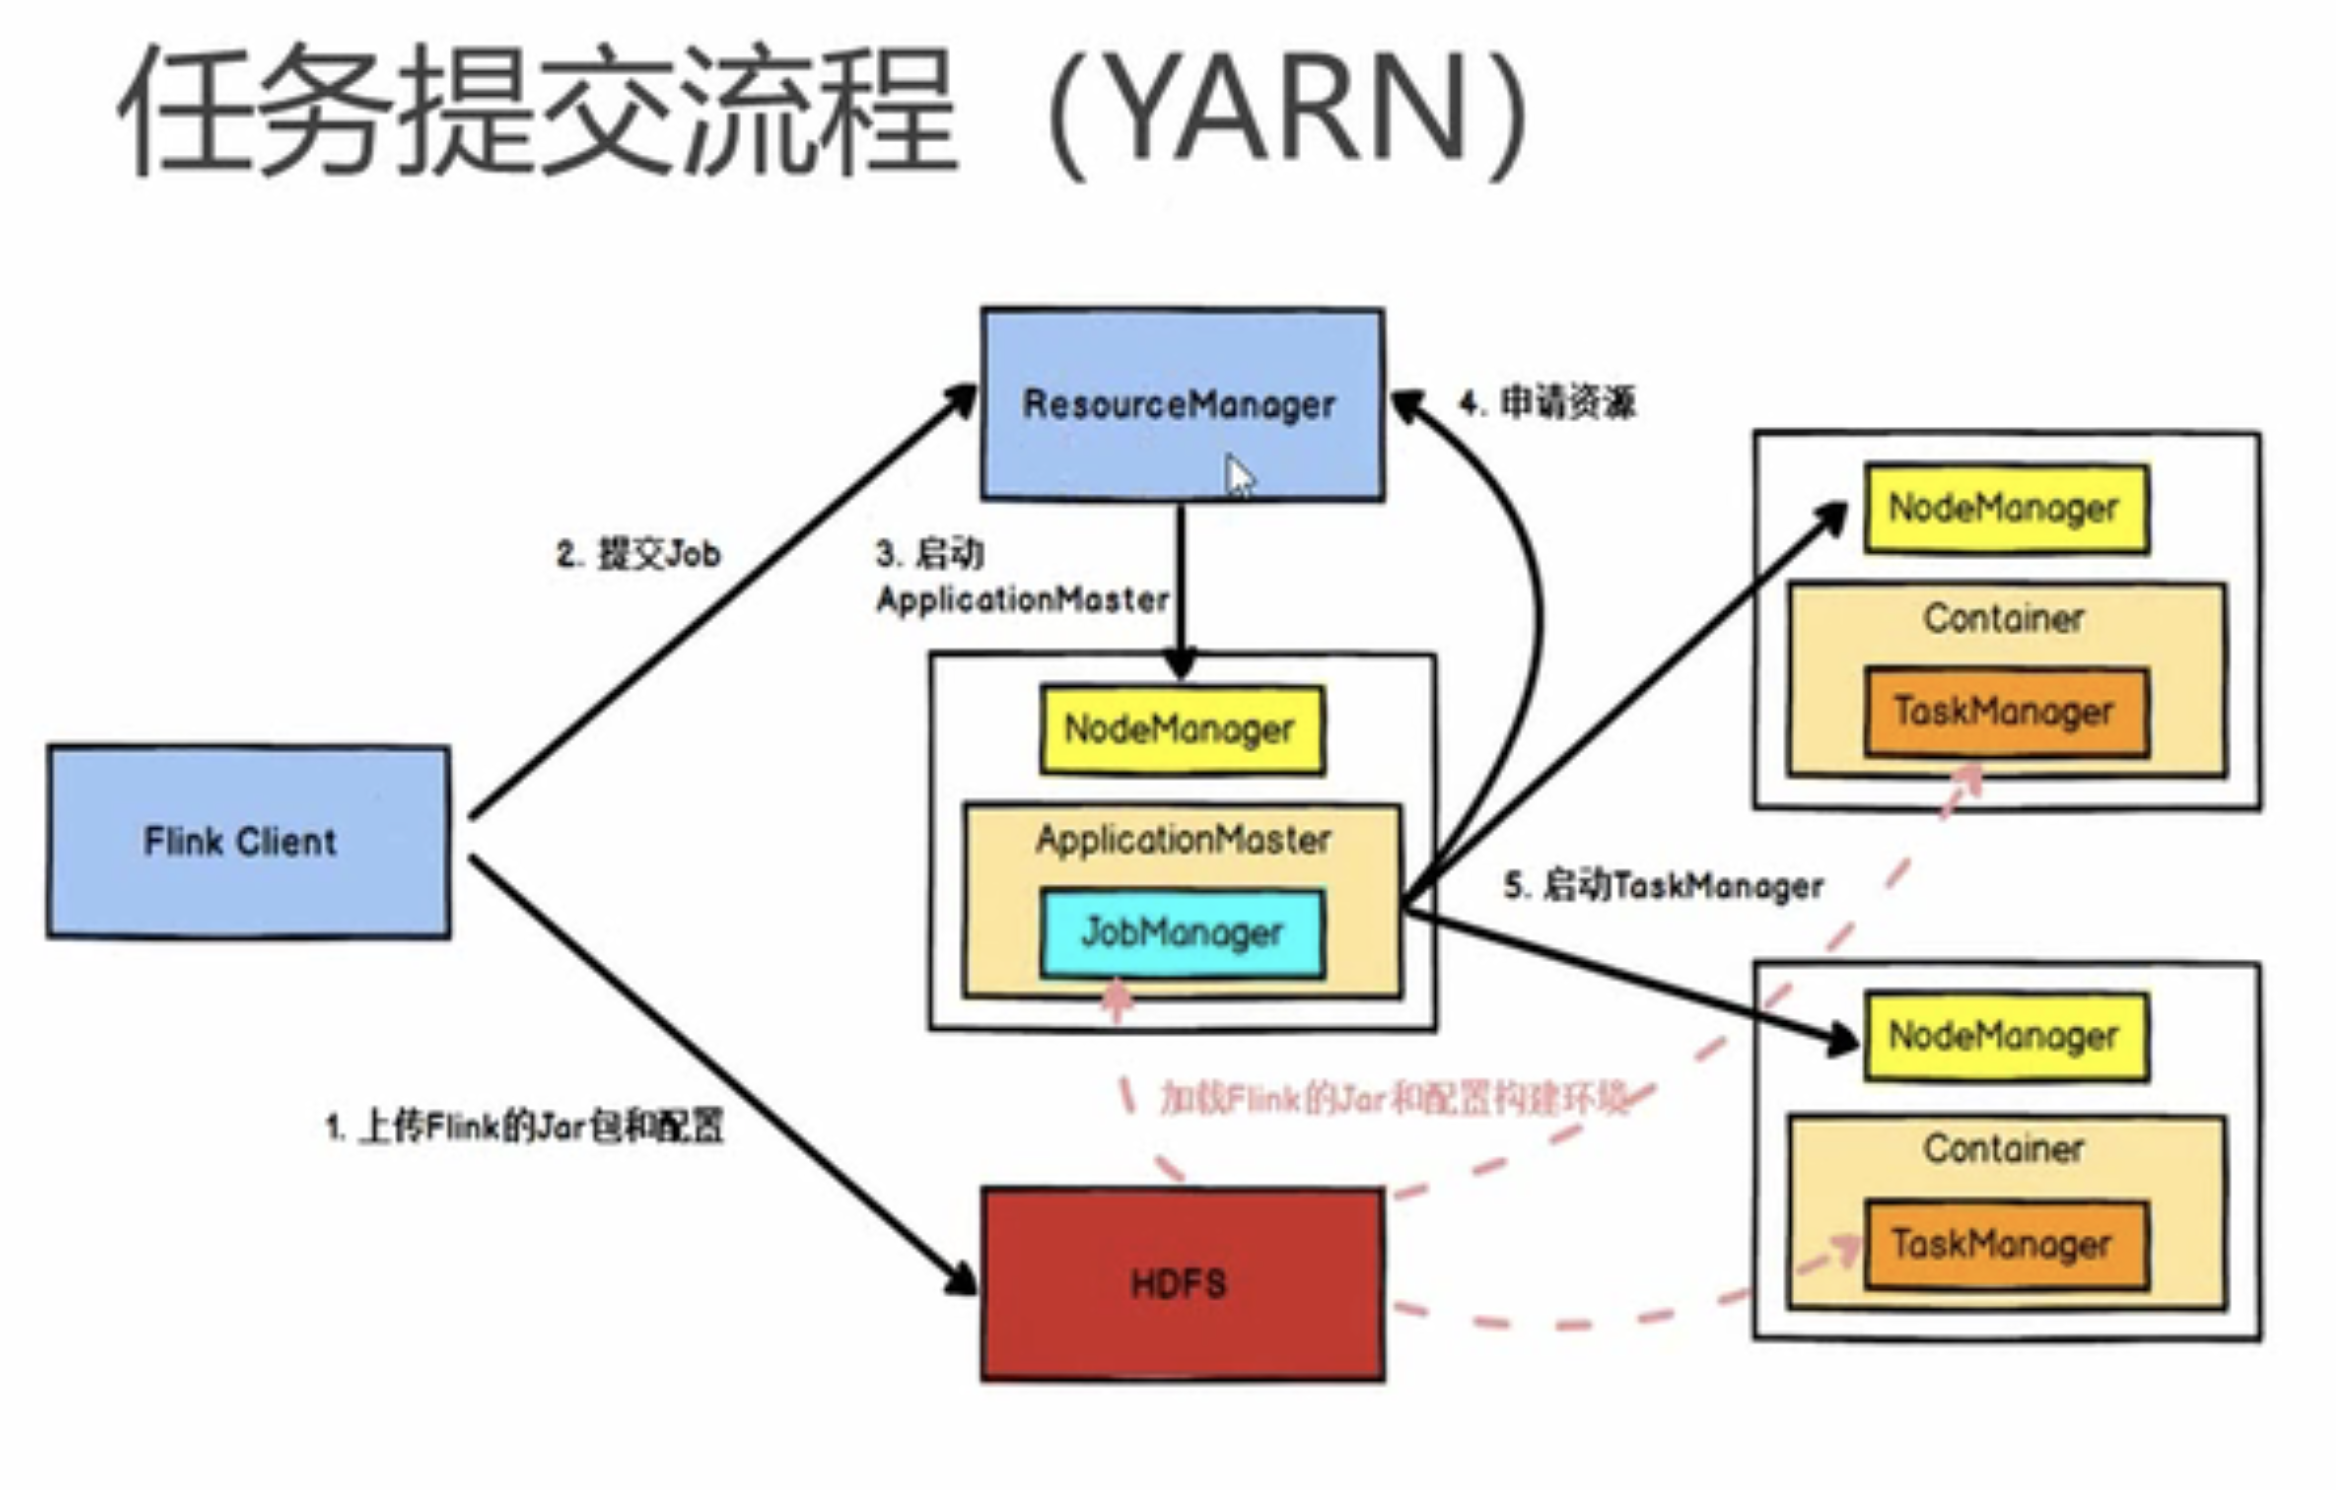 任务提交流程（YARN）
ResourceManager
4. 申请资源
NodeManager
2. 提交Job
3. 启动
ApplicationMaster
Container
TaskManager
NodeManager
Flink Client
ApplicationMaster
JobManager
5. 启动TaskManager
NodeManager
加载Flink的Jar和配置构建环境
1. 上传Flink的Jar包和配置
Container
TaskManager
HDFS